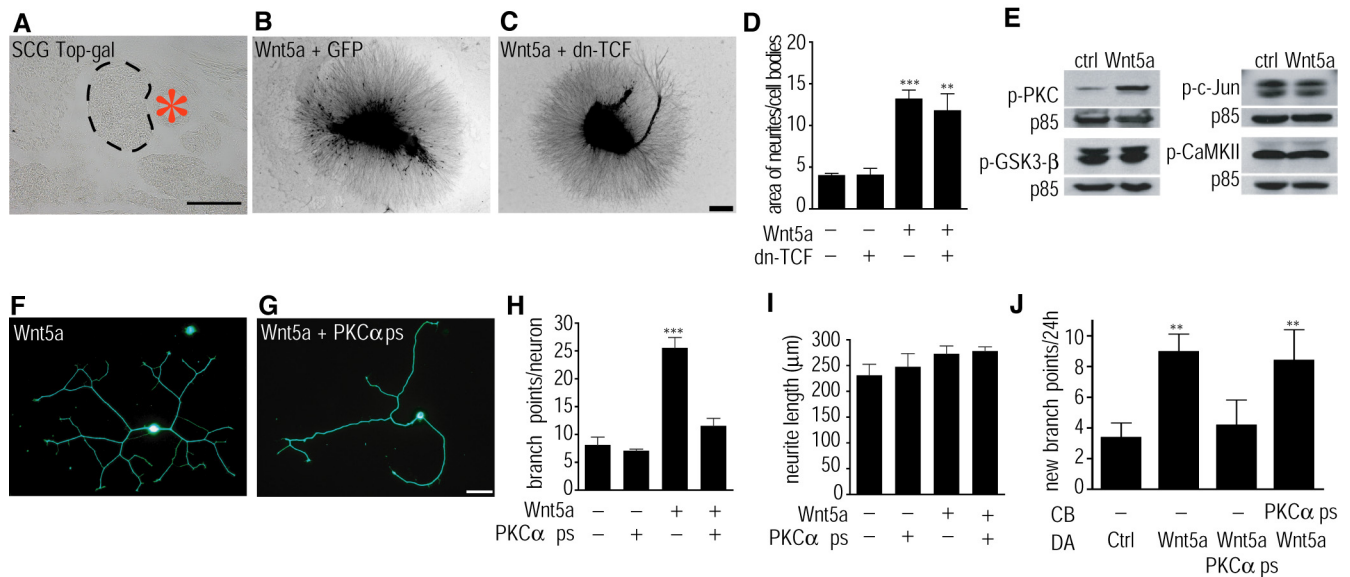 A
SCG Top-gal
B
Wnt5a + GFP
C
Wnt5a + dn-TCF
D
area of neurites/cell bodies
20
15
10
5
0
*** **
Wnt5a − − + +
dn-TCF − + − +
E
ctrl Wnt5a
p-PKC
p85
p-GSK3-β
p85
ctrl Wnt5a
p-c-Jun
p85
p-CaMKII
p85
F
Wnt5a
G
Wnt5a + PKCα ps
H
branch points/neuron
30
25
20
15
10
5
0
***
Wnt5a − − + +
PKCα ps − + − +
I
neurite length (μm)
300
250
200
150
100
50
0
Wnt5a − − + +
PKCα ps − + − +
J
new branch points/24h
10
8
6
4
2
0
** **
CB − − − PKCα ps
DA Ctrl Wnt5a Wnt5a Wnt5a
PKCα ps